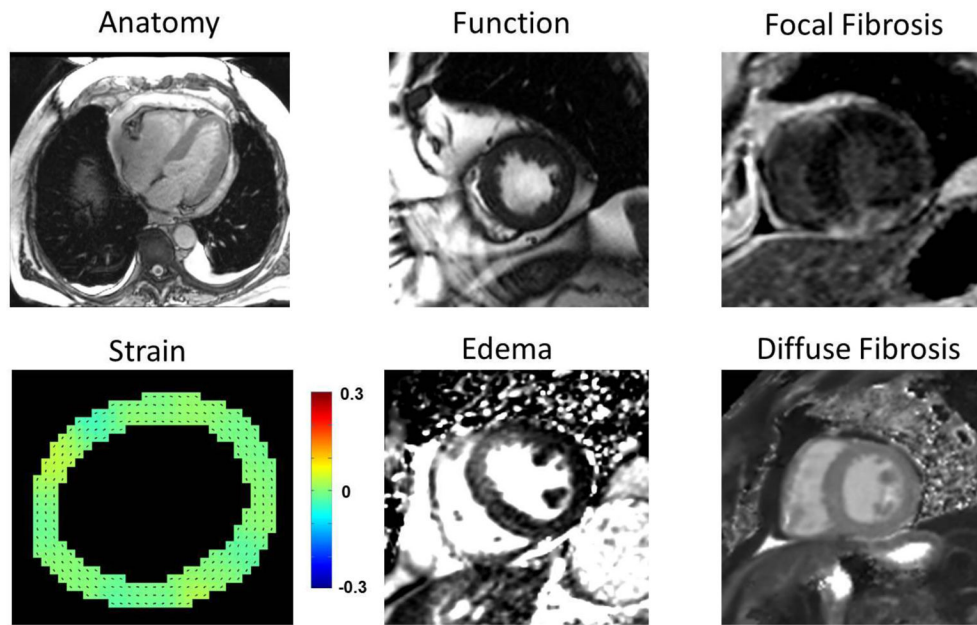 Anatomy
Function
Focal Fibrosis
Strain
Edema
Diffuse Fibrosis
0.3
0
-0.3